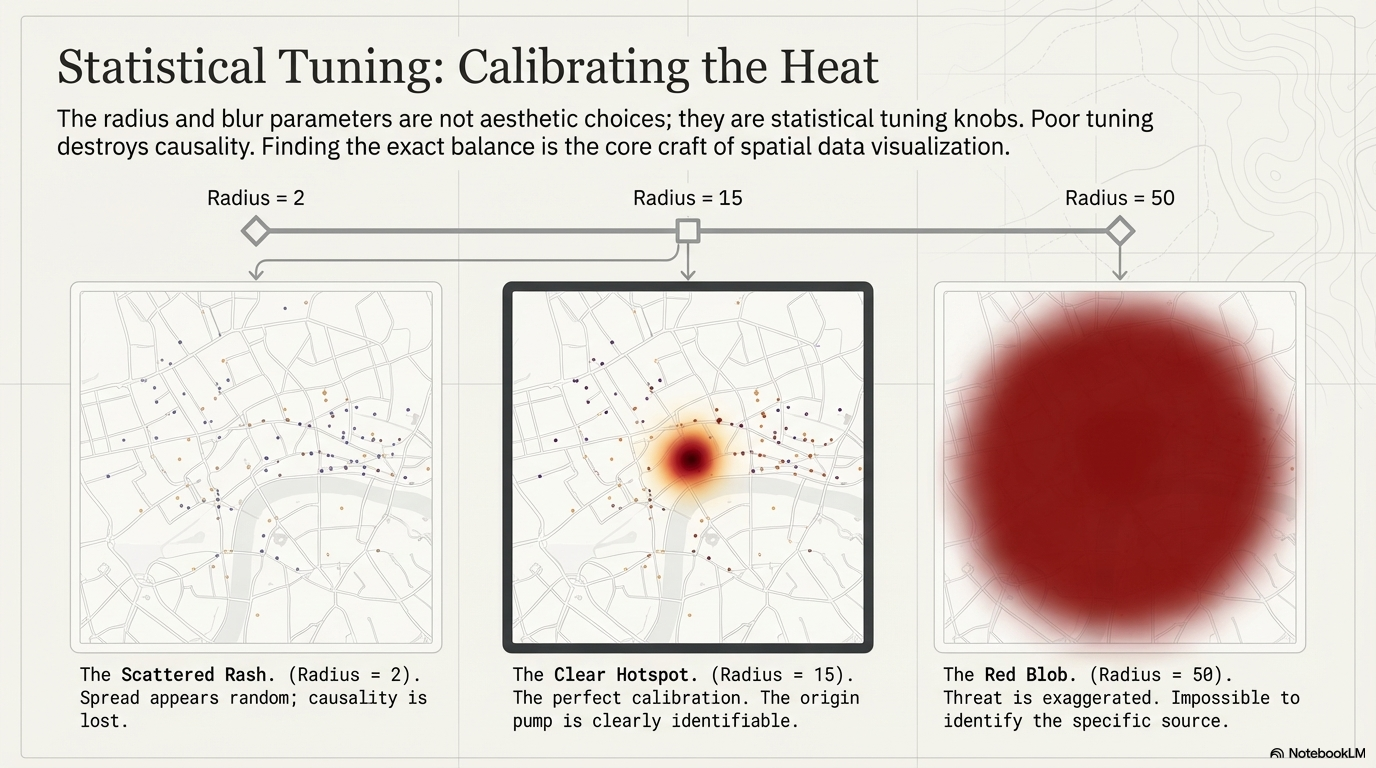 Statistical Tuning: Calibrating the Heat
The radius and blur parameters are not aesthetic choices; they are statistical tuning knobs. Poor tuning
destroys causality. Finding the exact balance is the core craft of spatial data visualization.
Radius = 2
Radius = 15
Radius = 50
The Scattered Rash. (Radius = 2).
Spread appears random; causality is
lost.
The Clear Hotspot. (Radius = 15).
The perfect calibration. The origin
pump is clearly identifiable.
The Red Blob. (Radius = 50).
Threat is exaggerated. Impossible to
identify the specific source.
NotebookLM